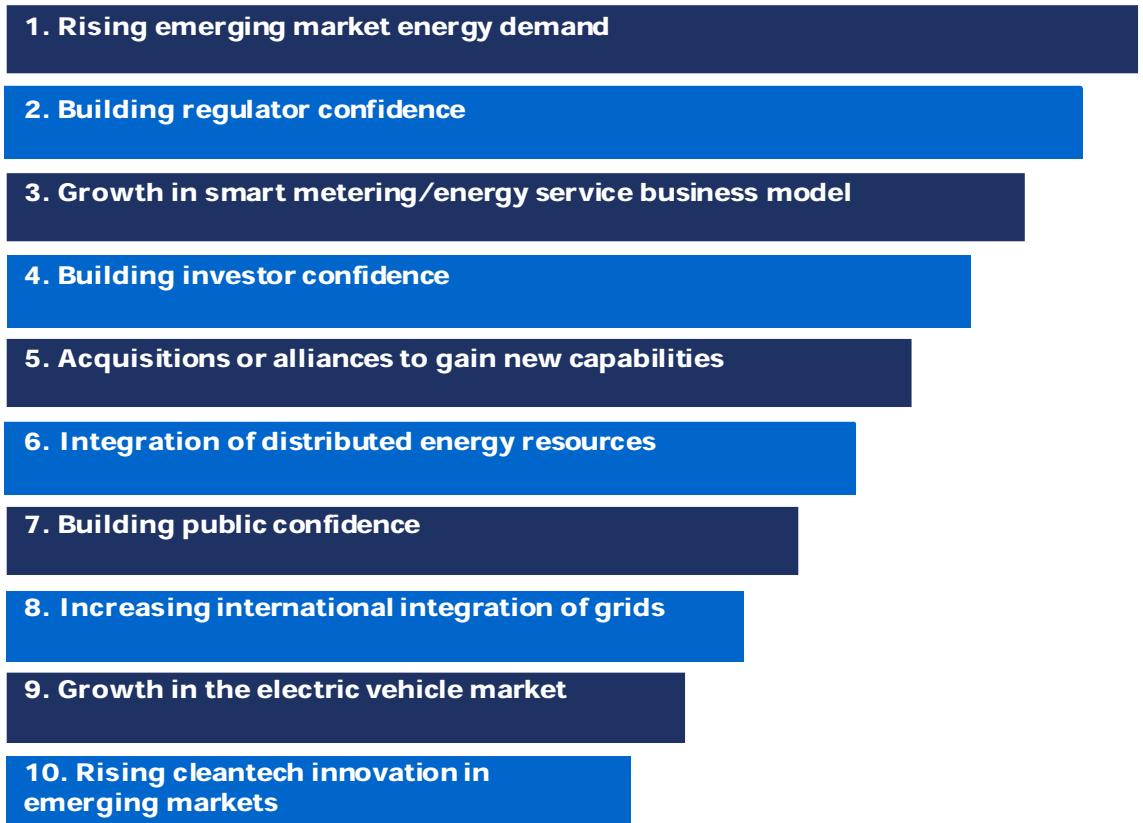 1. Rising emerging market energy demand
2. Building regulator confidence
3. Growth in smart metering/energy service business model
4. Building investor confidence
5. Acquisitions or alliances to gain new capabilities
6. Integration of distributed energy resources
7. Building public confidence
8. Increasing international integration of grids
9. Growth in the electric vehicle market
10. Rising cleantech innovation in
emerging markets